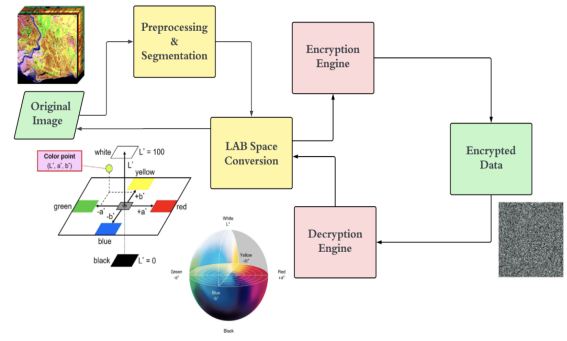 Preprocessing
&
Segmentation
Encryption
Engine
Original
Image
LAB Space
Conversion
Encrypted
Data
Decryption
Engine
white
L* = 100
Color point
(L*, a*, b*)
L*
yellow
+b*
green
-a*
+a*
red
-b*
blue
black
L* = 0
White
L*
Yellow
+b*
Green
-a*
Red
+a*
Blue
-b*
Black